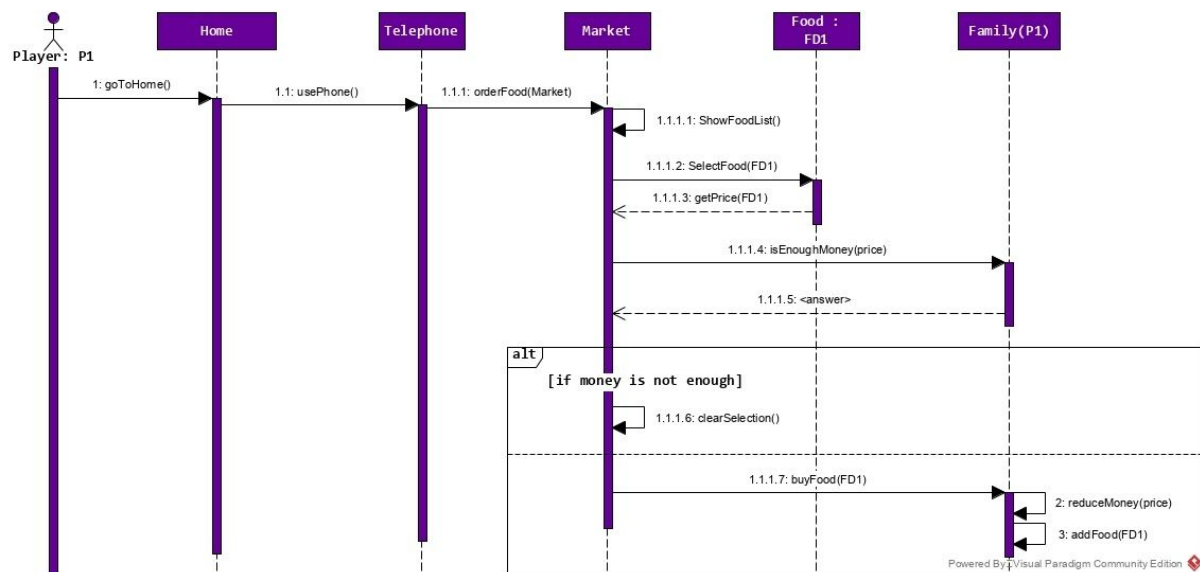 Home
Telephone
Market
Food :
FD1
Family(P1)
Player: P1
1: goToHome()
1.1: usePhone()
1.1.1: orderFood(Market)
1.1.1.1: ShowFoodList()
1.1.1.2: SelectFood(FD1)
1.1.1.3: getPrice(FD1)
1.1.1.4: isEnoughMoney(price)
1.1.1.5: <answer>
alt
[if money is not enough]
1.1.1.6: clearSelection()
1.1.1.7: buyFood(FD1)
2: reduceMoney(price)
3: addFood(FD1)
Powered By Visual Paradigm Community Edition